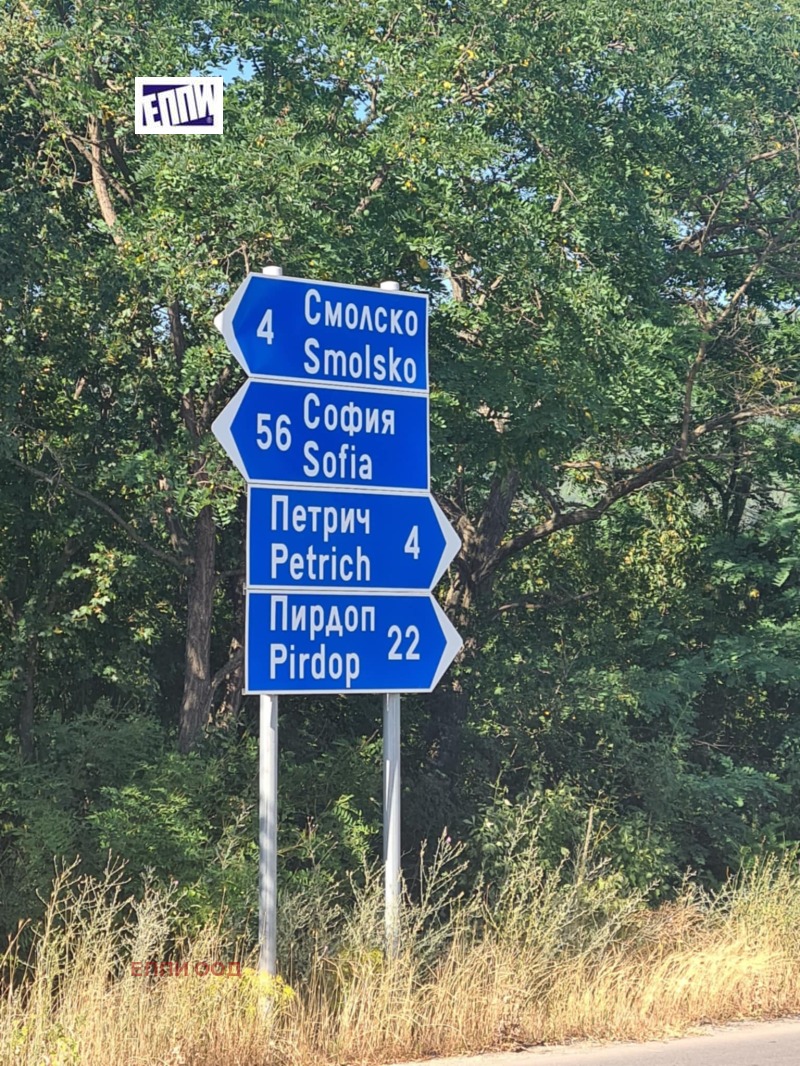 ЕЛПИ
4 Смолско
Smolsko
56 София
Sofia
Петрич 4
Petrich
Пирдоп 22
Pirdop
ЕЛПИ ООД